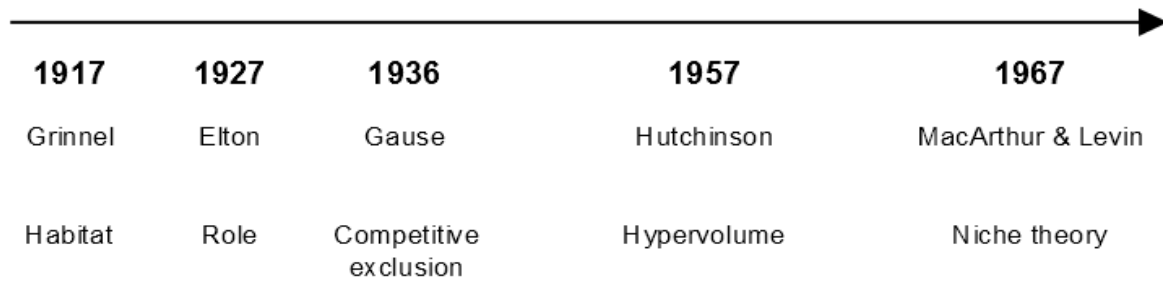 1917 1927 1936 1957 1967
Grinnel Elton Gause Hutchinson MacArthur & Levin
Habitat Role Competitive exclusion Hypervolume Niche theory